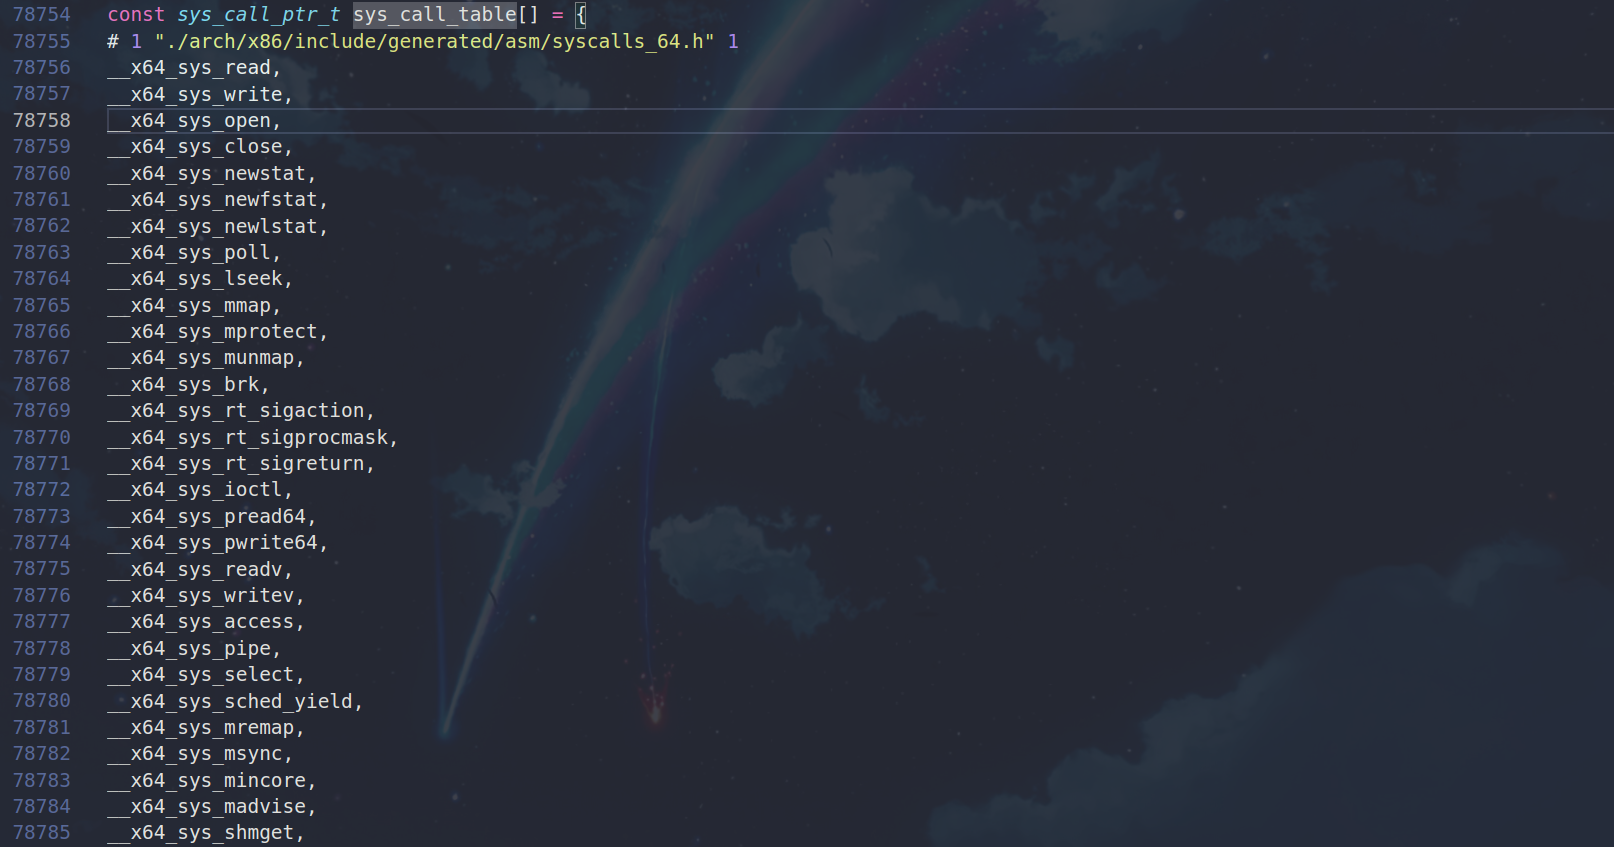 78754 const sys_call_ptr_t sys_call_table[] = {
78755 # 1 "./arch/x86/include/generated/asm/syscalls_64.h" 1
78756 __x64_sys_read,
78757 __x64_sys_write,
78758 __x64_sys_open,
78759 __x64_sys_close,
78760 __x64_sys_newstat,
78761 __x64_sys_newfstat,
78762 __x64_sys_newlstat,
78763 __x64_sys_poll,
78764 __x64_sys_lseek,
78765 __x64_sys_mmap,
78766 __x64_sys_mprotect,
78767 __x64_sys_munmap,
78768 __x64_sys_brk,
78769 __x64_sys_rt_sigaction,
78770 __x64_sys_rt_sigprocmask,
78771 __x64_sys_rt_sigreturn,
78772 __x64_sys_ioctl,
78773 __x64_sys_pread64,
78774 __x64_sys_pwrite64,
78775 __x64_sys_readv,
78776 __x64_sys_writev,
78777 __x64_sys_access,
78778 __x64_sys_pipe,
78779 __x64_sys_select,
78780 __x64_sys_sched_yield,
78781 __x64_sys_mremap,
78782 __x64_sys_msync,
78783 __x64_sys_mincore,
78784 __x64_sys_madvise,
78785 __x64_sys_shmget,